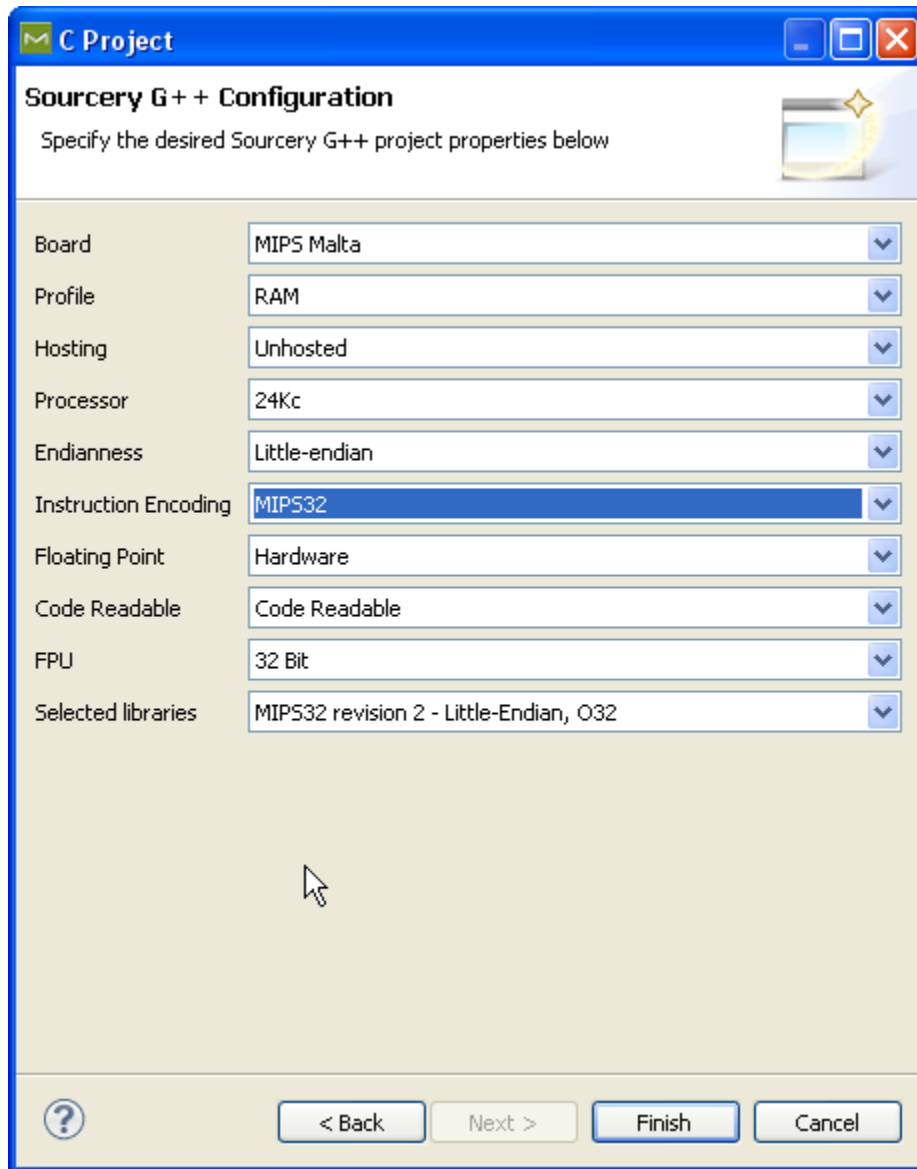 C Project
Sourcery G++ Configuration
Specify the desired Sourcery G++ project properties below
Board MIPS Malta
Profile RAM
Hosting Unhosted
Processor 24Kc
Endianness Little-endian
Instruction Encoding MIPS32
Floating Point Hardware
Code Readable Code Readable
FPU 32 Bit
Selected libraries MIPS32 revision 2 - Little-Endian, O32
? < Back Next > Finish Cancel